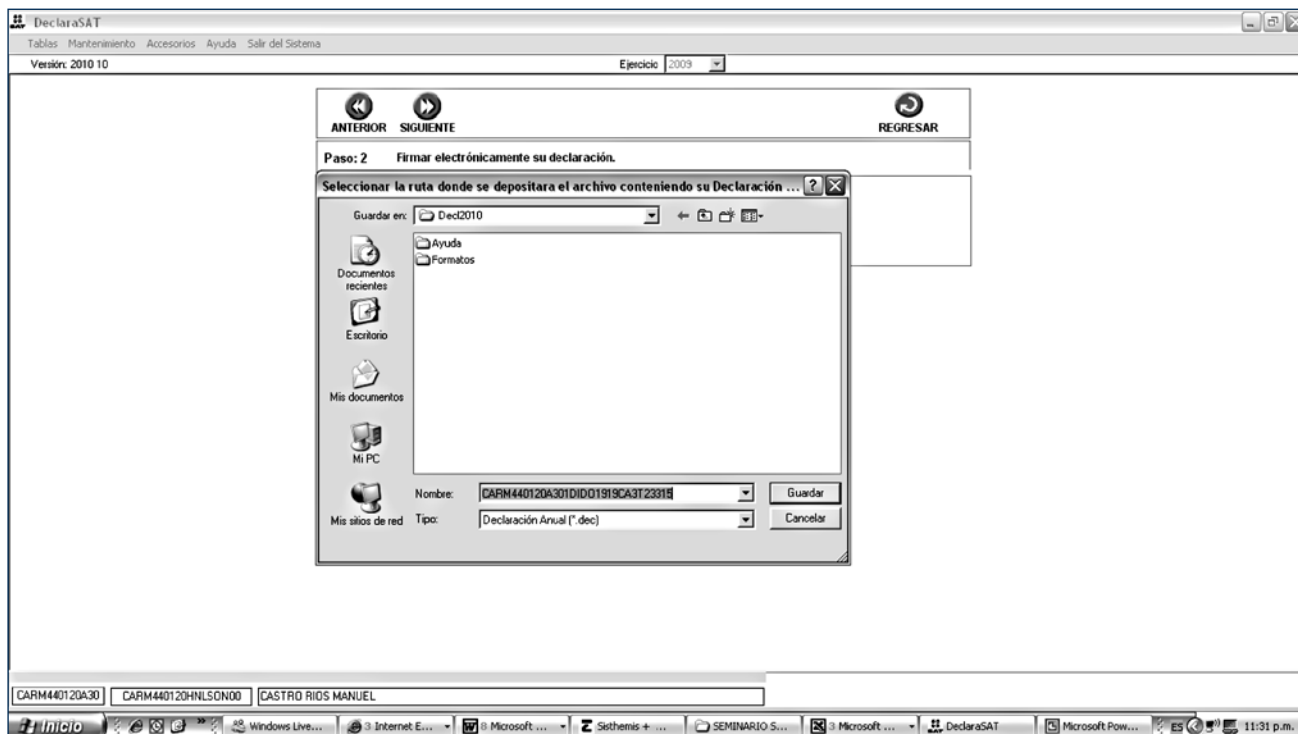 DeclaraSAT
Tablas Mantenimiento Accesorios Ayuda Salir del Sistema
Versión: 2010 10 Ejercicio 2009
ANTERIOR SIGUIENTE REGRESAR
Paso: 2 Firmar electrónicamente su declaración.
Seleccionar la ruta donde se depositara el archivo conteniendo su Declaración ...
Guardar en: Decl2010
Ayuda
Formatos
Documentos recientes
Escritorio
Mis documentos
Mi PC
Mis sitios de red
Nombre: CARM440120A301DIDO1919CA3T23315 Guardar
Tipo: Declaración Anual (*.dec) Cancelar
CARM440120A30 CARM440120HNLSON00 CASTRO RIOS MANUEL
Inicio Windows Live... 3 Internet E... 8 Microsoft ... Sisthemis + ... SEMINARIO S... 3 Microsoft ... DeclaraSAT Microsoft Pow... ES 11:31 p.m.